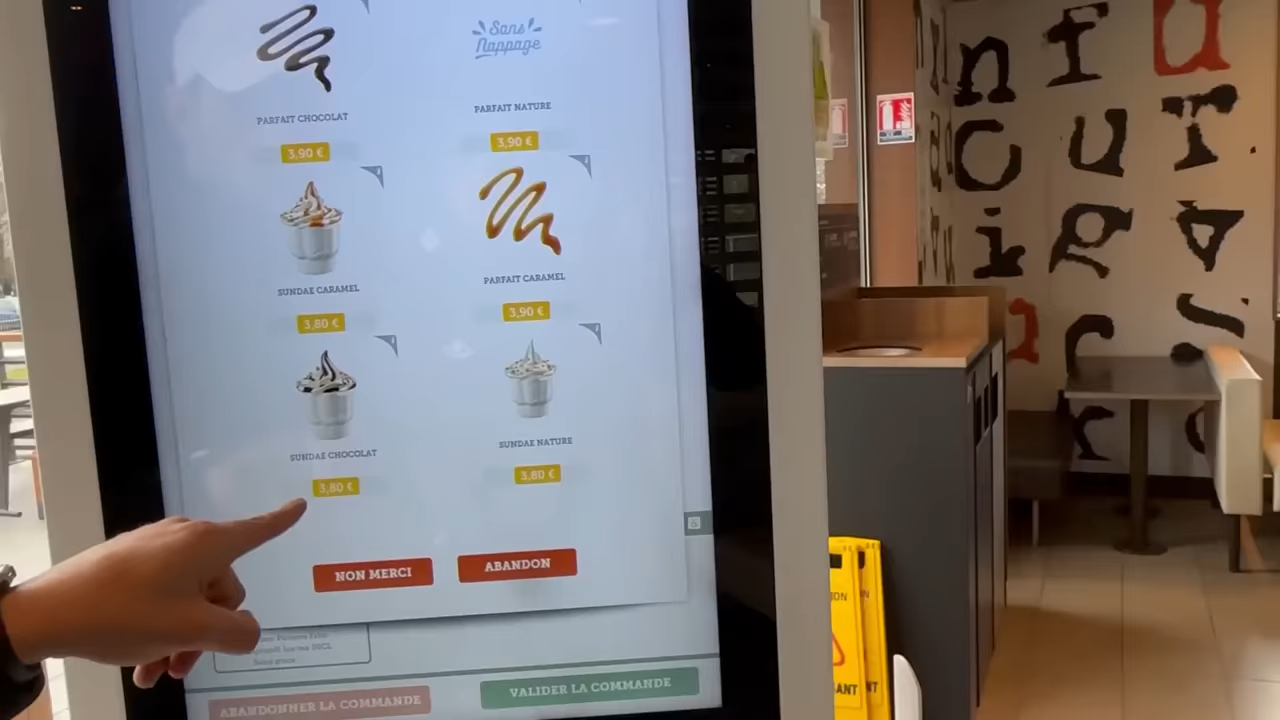 Sans
Nappage
PARFAIT CHOCOLAT
PARFAIT NATURE
3,90 €
3,90 €
SUNDAE CARAMEL
PARFAIT CARAMEL
3,80 €
3,90 €
SUNDAE CHOCOLAT
SUNDAE NATURE
3,80 €
3,80 €
NON MERCI
ABANDON
ABANDONNER LA COMMANDE
VALIDER LA COMMANDE